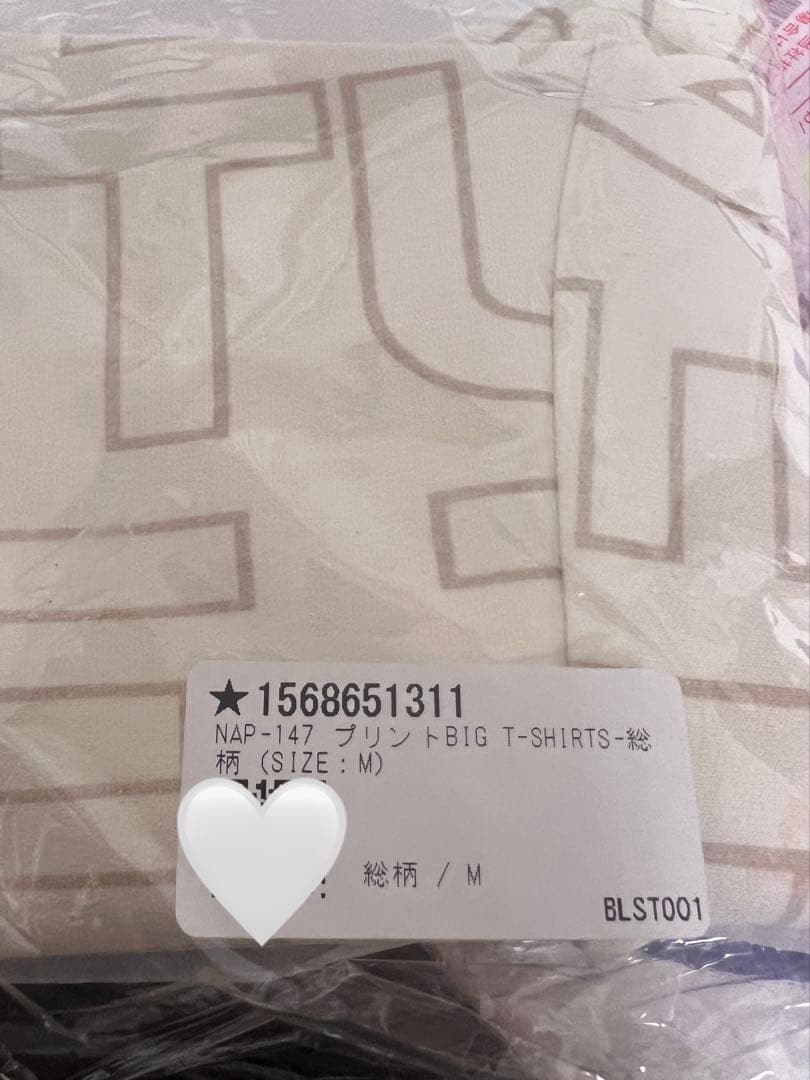 ★1568651311
NAP-147 プリントBIG T-SHIRTS-総
柄 (SIZE:M)
総柄 / M
BLST001